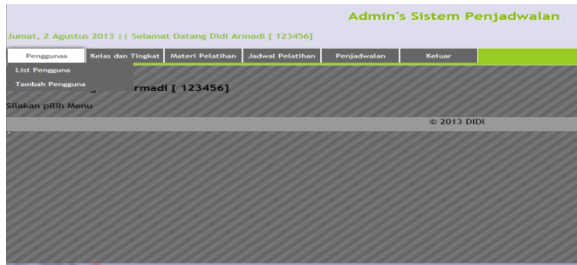 Admin's Sistem Penjadwalan
Jumat, 2 Agustus 2013 || Selamat Datang Didi Armadi [ 123456]
Penggunaa Kelas dan Tingkat Materi Pelatihan Jadwal Pelatihan Penjadwalan Keluar
List Pengguna
Tambah Pengguna
rmadi [ 123456]
Silakan pilih Menu
© 2013 DIDI